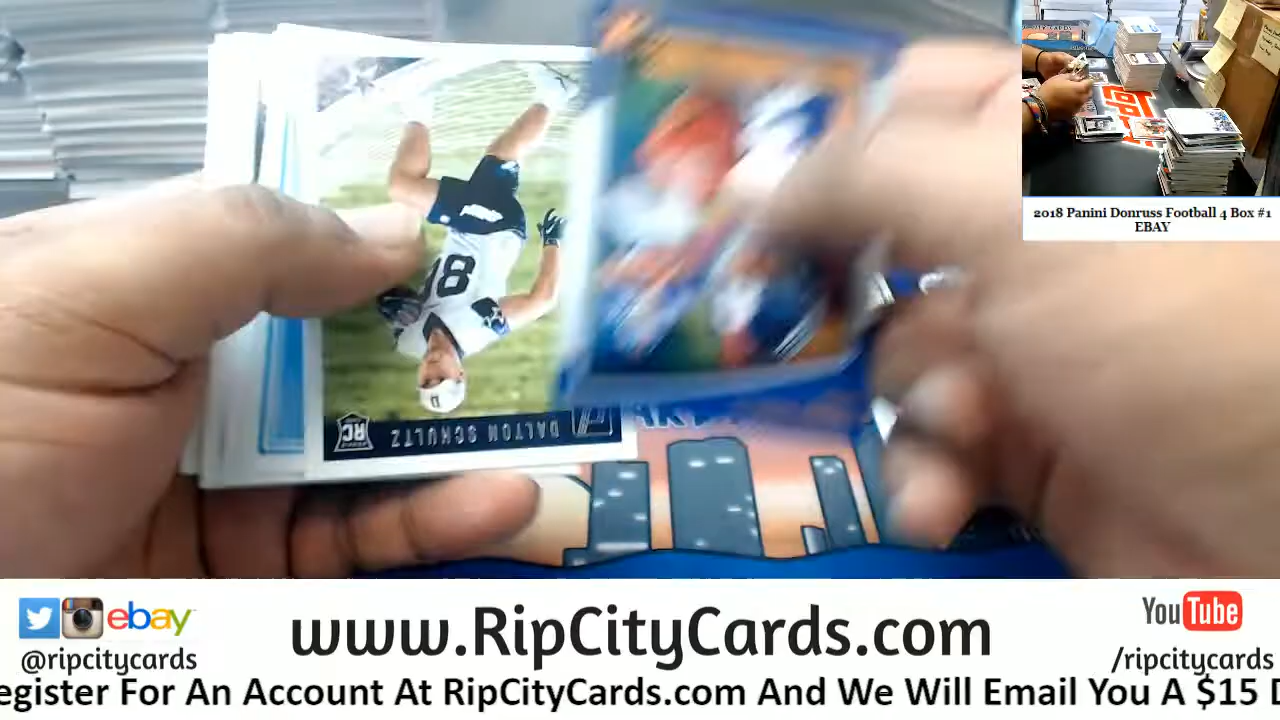 2018 Panini Donruss Football 4 Box #1
EBAY
86
DALTON SCHULTZ
RC
ebay
www.RipCityCards.com
YouTube
@ripcitycards
/ripcitycards
egister For An Account At RipCityCards.com And We Will Email You A $15 D